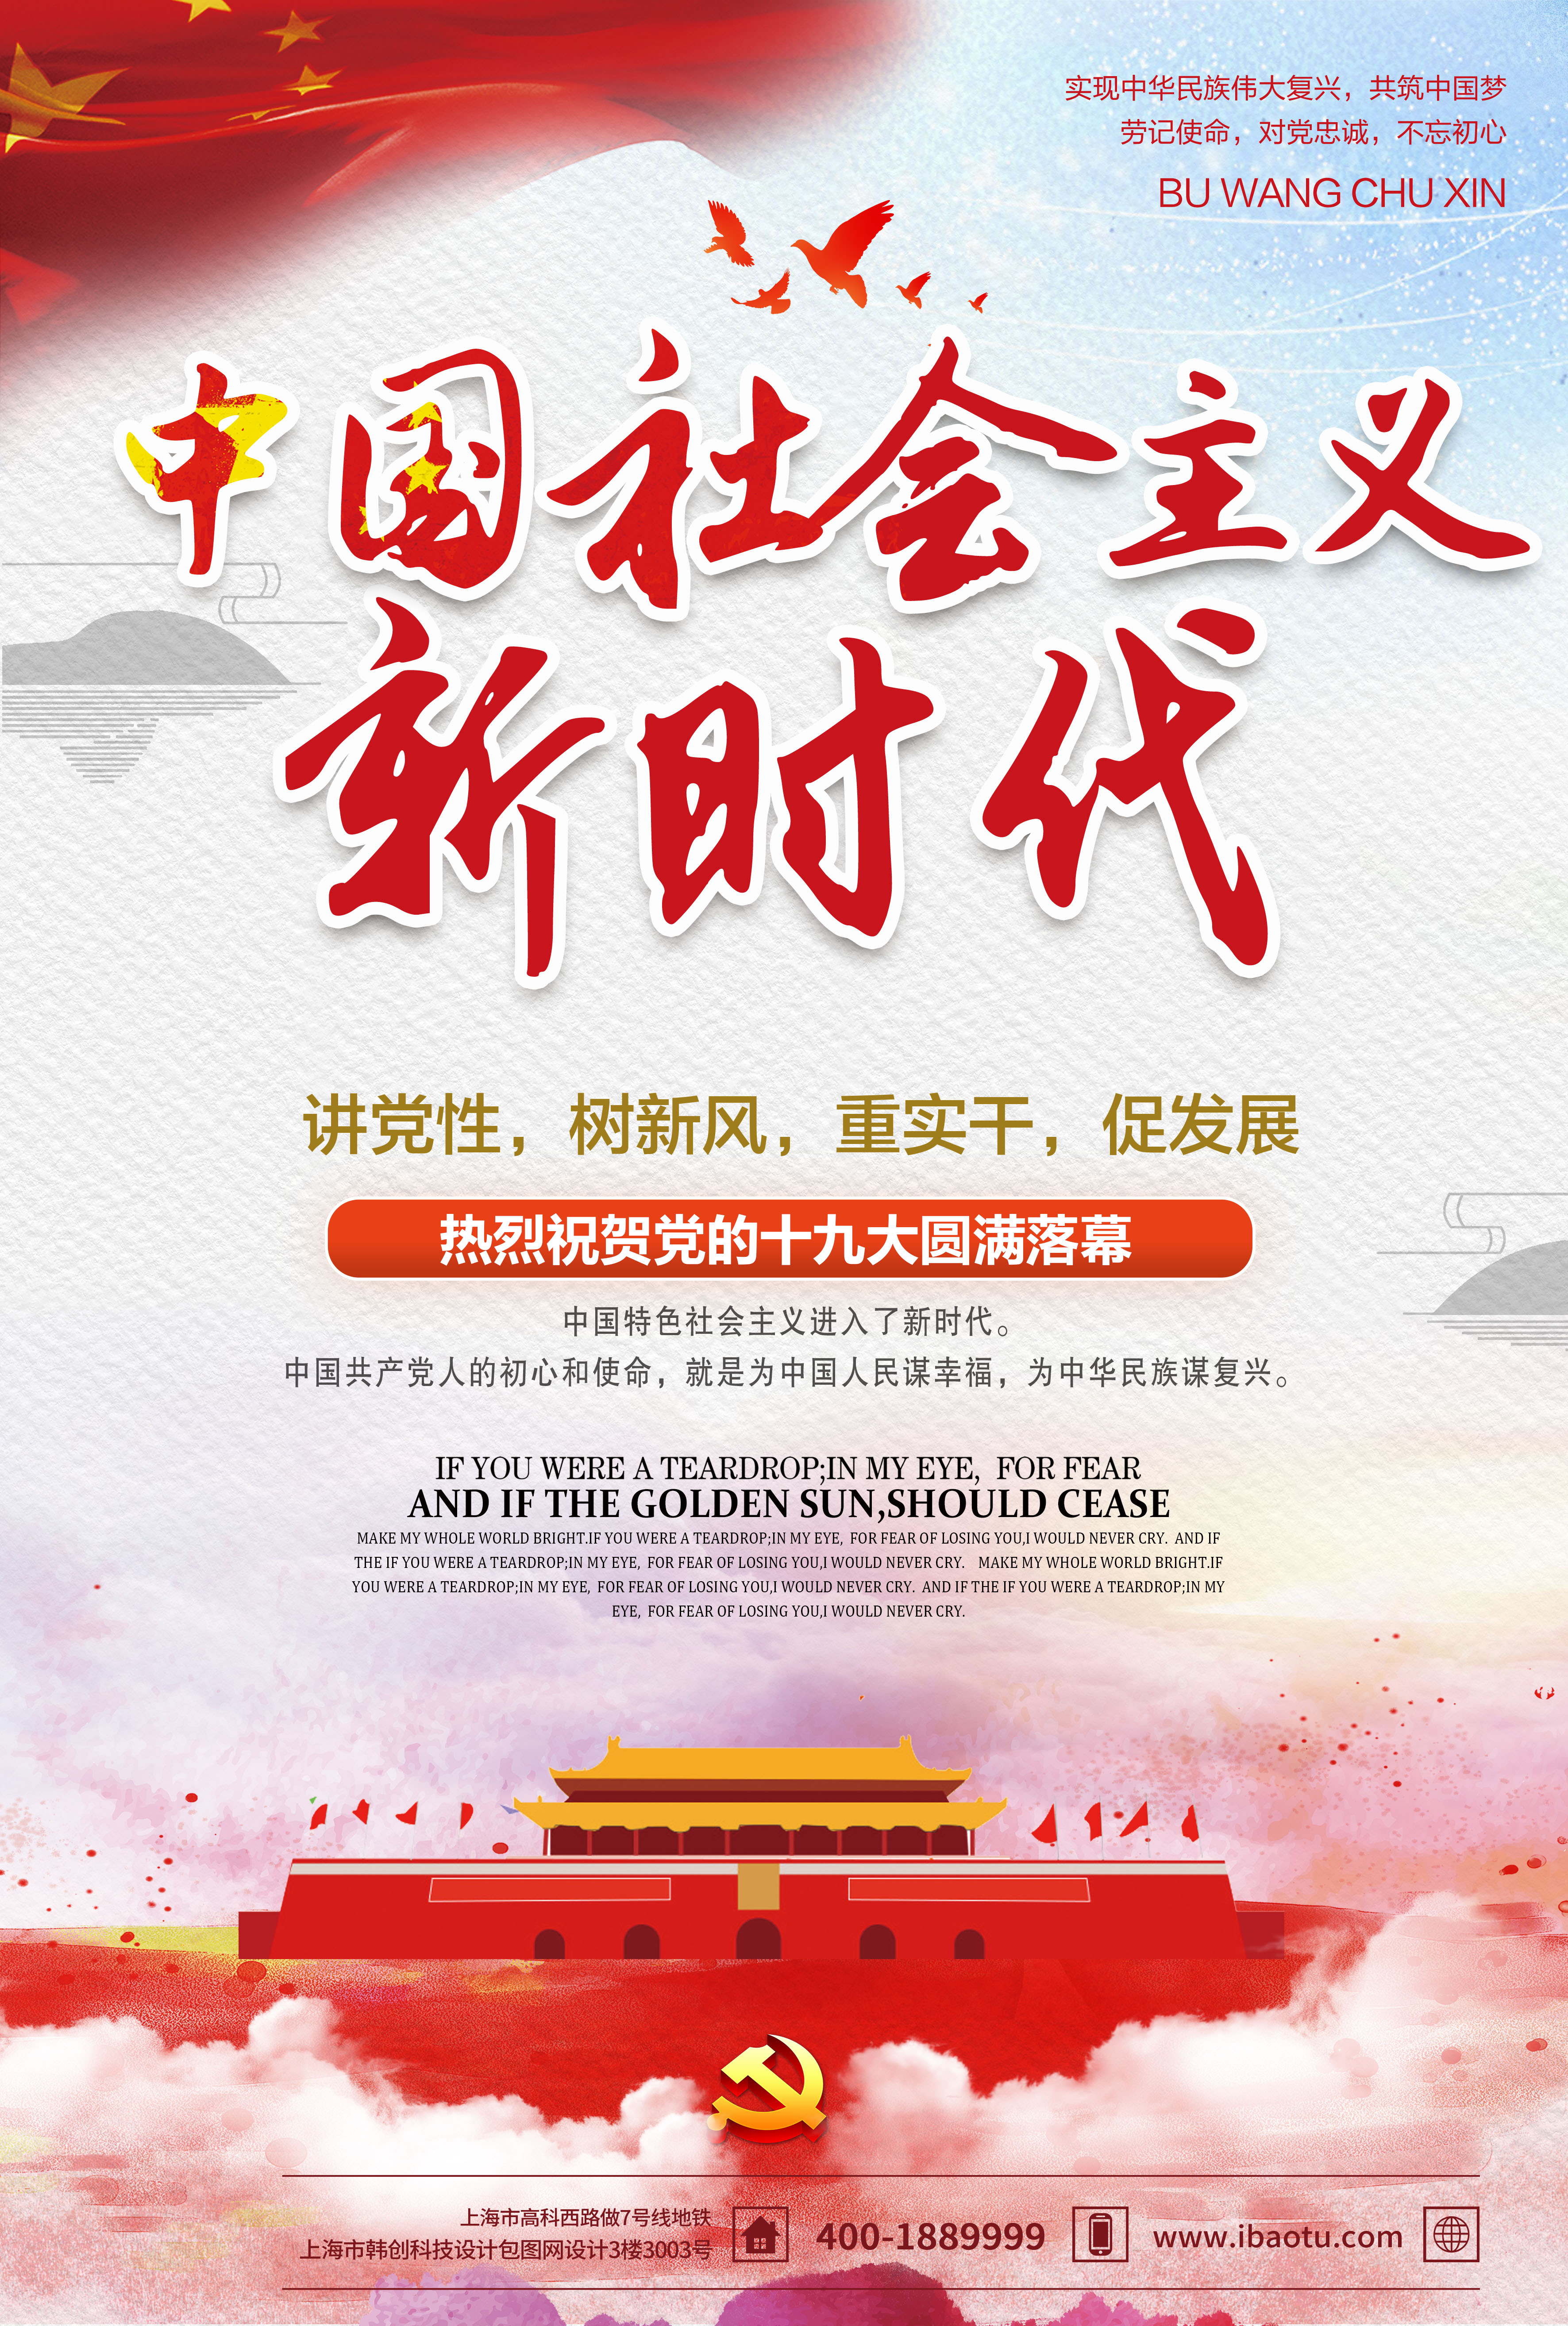 实现中华民族伟大复兴，共筑中国梦
劳记使命，对党忠诚，不忘初心
BU WANG CHU XIN
中国社会主义
新时代
讲党性，树新风，重实干，促发展
热烈祝贺党的十九大圆满落幕
中国特色社会主义进入了新时代。
中国共产党人的初心和使命，就是为中国人民谋幸福，为中华民族谋复兴。
IF YOU WERE A TEARDROP;IN MY EYE, FOR FEAR
AND IF THE GOLDEN SUN,SHOULD CEASE
MAKE MY WHOLE WORLD BRIGHT.IF YOU WERE A TEARDROP;IN MY EYE, FOR FEAR OF LOSING YOU,I WOULD NEVER CRY. AND IF
THE IF YOU WERE A TEARDROP;IN MY EYE, FOR FEAR OF LOSING YOU,I WOULD NEVER CRY. MAKE MY WHOLE WORLD BRIGHT.IF
YOU WERE A TEARDROP;IN MY EYE, FOR FEAR OF LOSING YOU,I WOULD NEVER CRY. AND IF THE IF YOU WERE A TEARDROP;IN MY
EYE, FOR FEAR OF LOSING YOU,I WOULD NEVER CRY.
上海市高科西路做7号线地铁
上海市韩创科技设计包图网设计3楼3003号
400-1889999
www.ibaotu.com